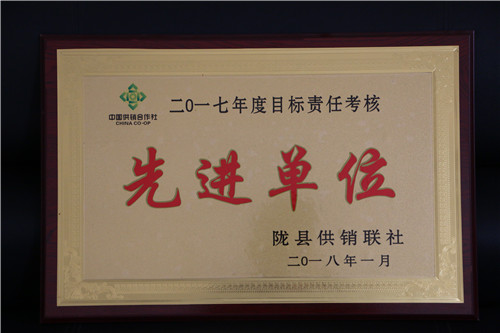 中国供销合作社
CHINA CO-OP
二〇一七年度目标责任考核
先进单位
陇县供销联社
二〇一八年一月